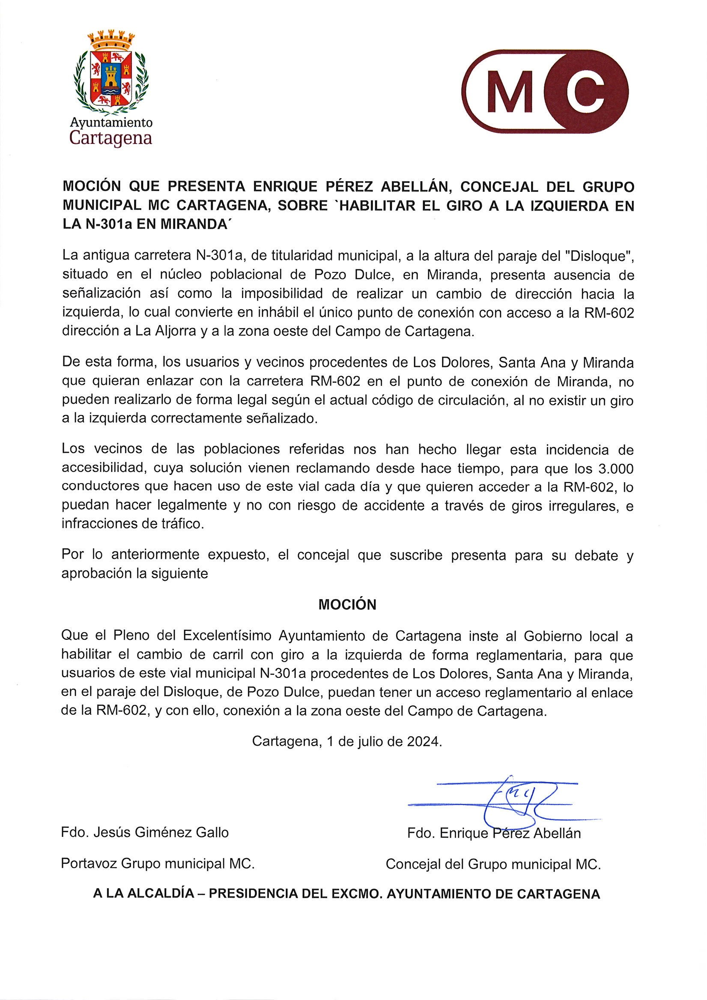 Ayuntamiento
Cartagena
M C
MOCIÓN QUE PRESENTA ENRIQUE PÉREZ ABELLÁN, CONCEJAL DEL GRUPO
MUNICIPAL MC CARTAGENA, SOBRE `HABILITAR EL GIRO A LA IZQUIERDA EN
LA N-301a EN MIRANDA´
La antigua carretera N-301a, de titularidad municipal, a la altura del paraje del "Disloque",
situado en el núcleo poblacional de Pozo Dulce, en Miranda, presenta ausencia de
señalización así como la imposibilidad de realizar un cambio de dirección hacia la
izquierda, lo cual convierte en inhábil el único punto de conexión con acceso a la RM-602
dirección a La Aljorra y a la zona oeste del Campo de Cartagena.
De esta forma, los usuarios y vecinos procedentes de Los Dolores, Santa Ana y Miranda
que quieran enlazar con la carretera RM-602 en el punto de conexión de Miranda, no
pueden realizarlo de forma legal según el actual código de circulación, al no existir un giro
a la izquierda correctamente señalizado.
Los vecinos de las poblaciones referidas nos han hecho llegar esta incidencia de
accesibilidad, cuya solución vienen reclamando desde hace tiempo, para que los 3.000
conductores que hacen uso de este vial cada día y que quieren acceder a la RM-602, lo
puedan hacer legalmente y no con riesgo de accidente a través de giros irregulares, e
infracciones de tráfico.
Por lo anteriormente expuesto, el concejal que suscribe presenta para su debate y
aprobación la siguiente
MOCIÓN
Que el Pleno del Excelentísimo Ayuntamiento de Cartagena inste al Gobierno local a
habilitar el cambio de carril con giro a la izquierda de forma reglamentaria, para que
usuarios de este vial municipal N-301a procedentes de Los Dolores, Santa Ana y Miranda,
en el paraje del Disloque, de Pozo Dulce, puedan tener un acceso reglamentario al enlace
de la RM-602, y con ello, conexión a la zona oeste del Campo de Cartagena.
Cartagena, 1 de julio de 2024.
Fdo. Jesús Giménez Gallo
Fdo. Enrique Pérez Abellán
Portavoz Grupo municipal MC.
Concejal del Grupo municipal MC.
A LA ALCALDÍA – PRESIDENCIA DEL EXCMO. AYUNTAMIENTO DE CARTAGENA